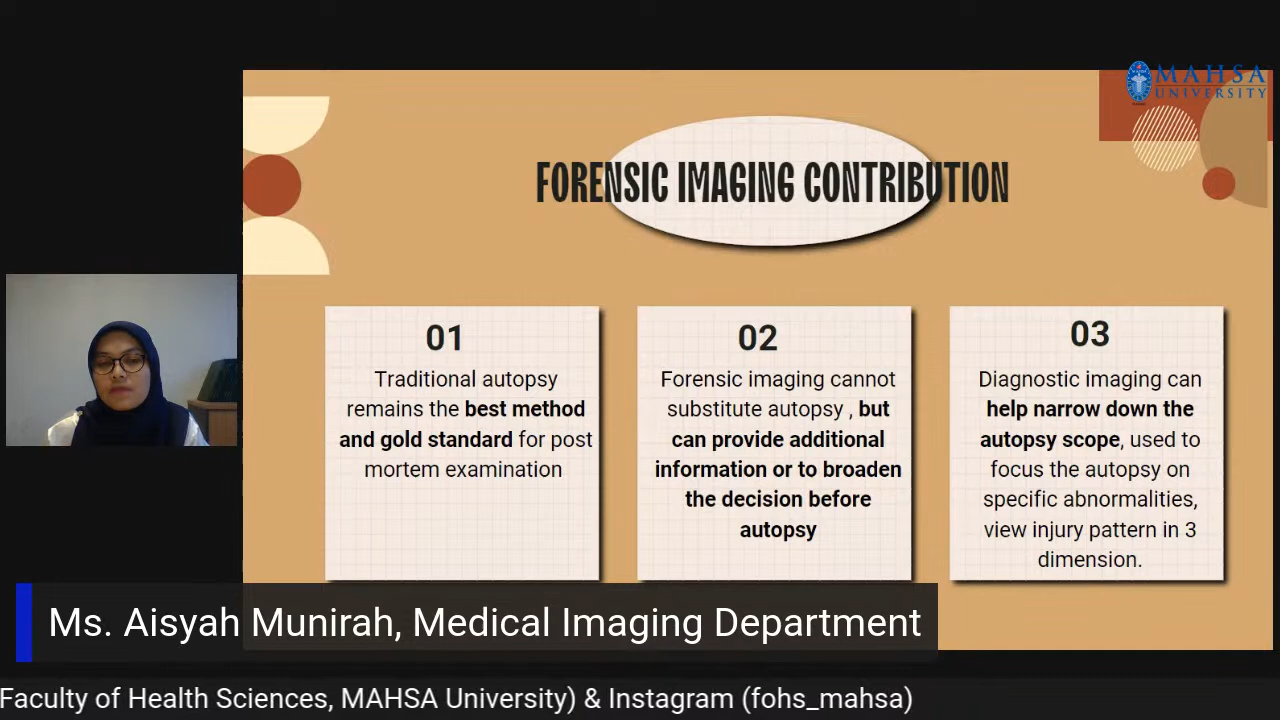 MAHSA
UNIVERSITY
FORENSIC IMAGING CONTRIBUTION
01
Traditional autopsy
remains the best method
and gold standard for post
mortem examination
02
Forensic imaging cannot
substitute autopsy , but
can provide additional
information or to broaden
the decision before
autopsy
03
Diagnostic imaging can
help narrow down the
autopsy scope, used to
focus the autopsy on
specific abnormalities,
view injury pattern in 3
dimension.
Ms. Aisyah Munirah, Medical Imaging Department
Faculty of Health Sciences, MAHSA University) & Instagram (fohs_mahsa)